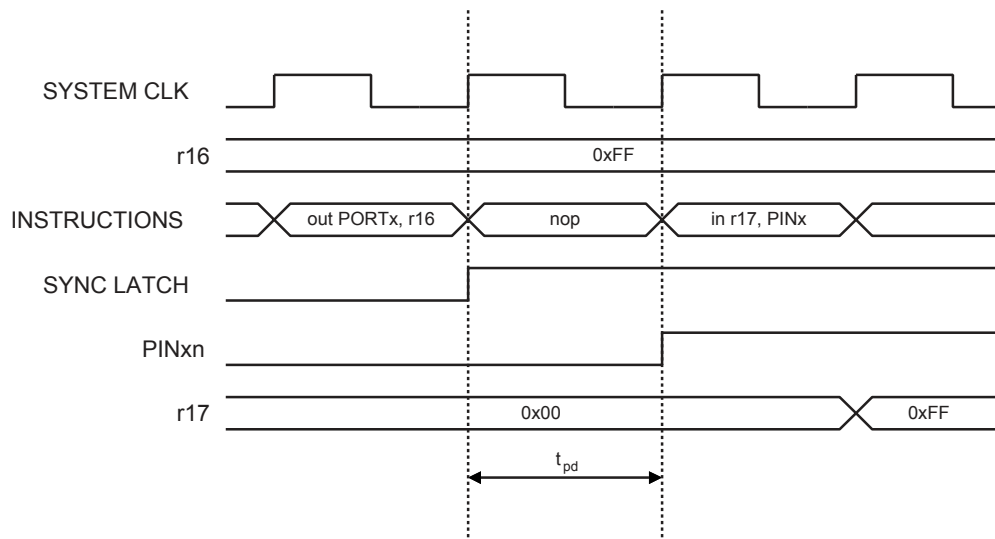 SYSTEM CLK
r16
0xFF
INSTRUCTIONS
out PORTx, r16
nop
in r17, PINx
SYNC LATCH
PINxn
r17
0x00
0xFF
tpd